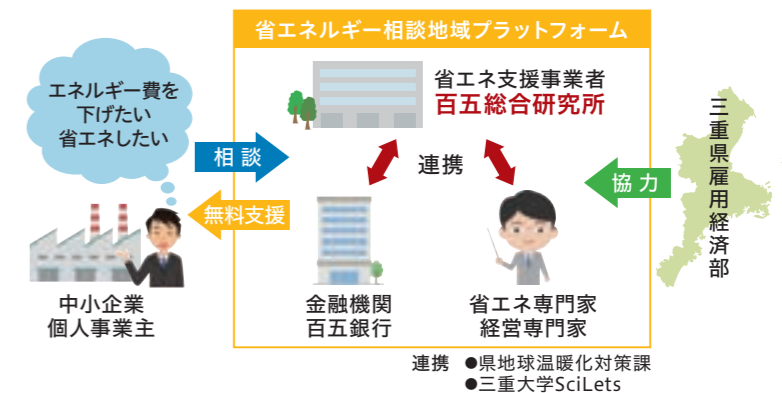 省エネルギー相談地域プラットフォーム
エネルギー費を
下げたい
省エネしたい
省エネ支援事業者
百五総合研究所
相談
連携
協力
無料支援
三重県雇用経済部
中小企業
個人事業主
金融機関
百五銀行
省エネ専門家
経営専門家
連携 ●県地球温暖化対策課
●三重大学SciLets